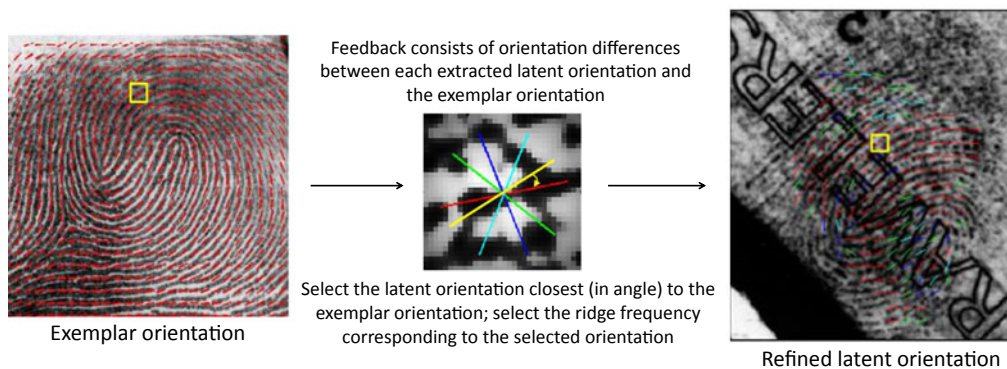 Feedback consists of orientation differences
between each extracted latent orientation and
the exemplar orientation
Select the latent orientation closest (in angle) to the
exemplar orientation; select the ridge frequency
corresponding to the selected orientation
Exemplar orientation
Refined latent orientation